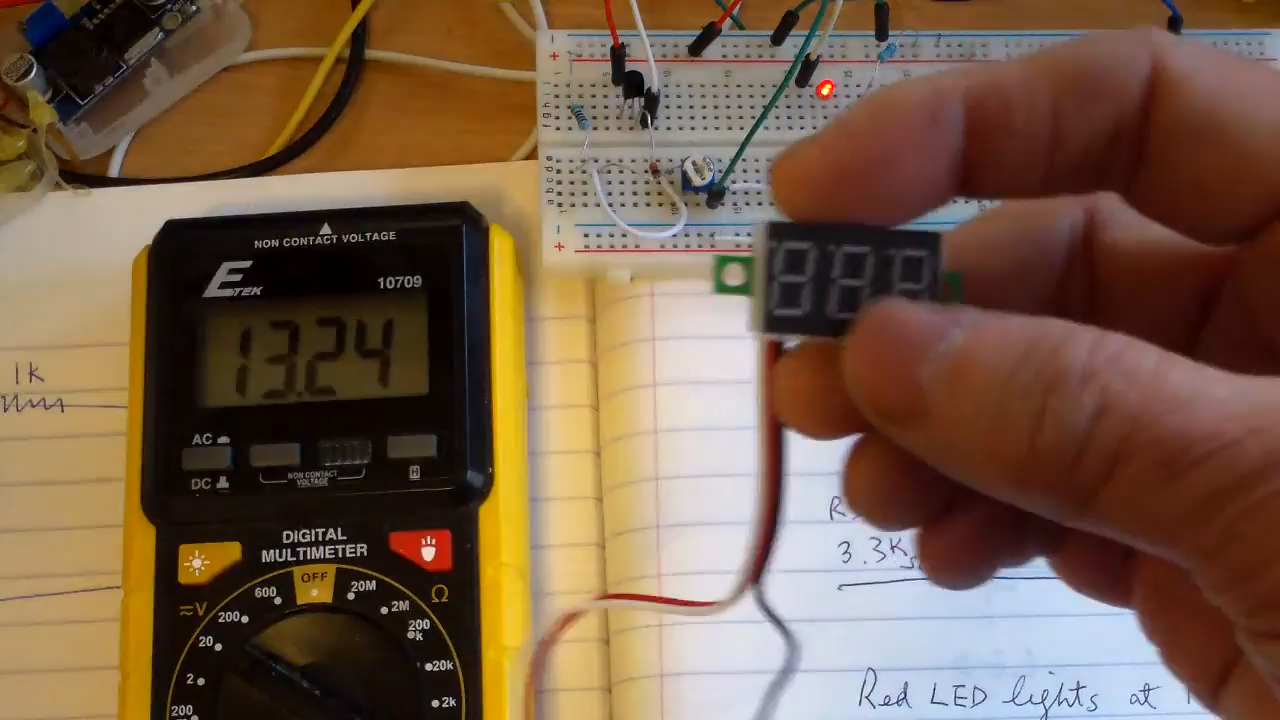 NON CONTACT VOLTAGE
ETEK
10709
13.24
1K
AC
DC
NON CONTACT
VOLTAGE
H
DIGITAL
MULTIMETER
OFF
600
20M
2M
Ω
≂V
200
200
k
20
20k
2
2k
200
3.3K
Red LED lights at